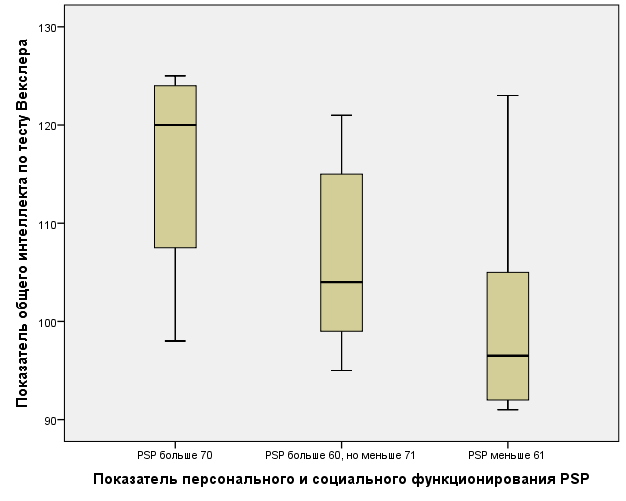 Показатель общего интеллекта по тесту Векслера
130
120
110
100
90
PSP больше 70
PSP больше 60, но меньше 71
PSP меньше 61
Показатель персонального и социального функционирования PSP